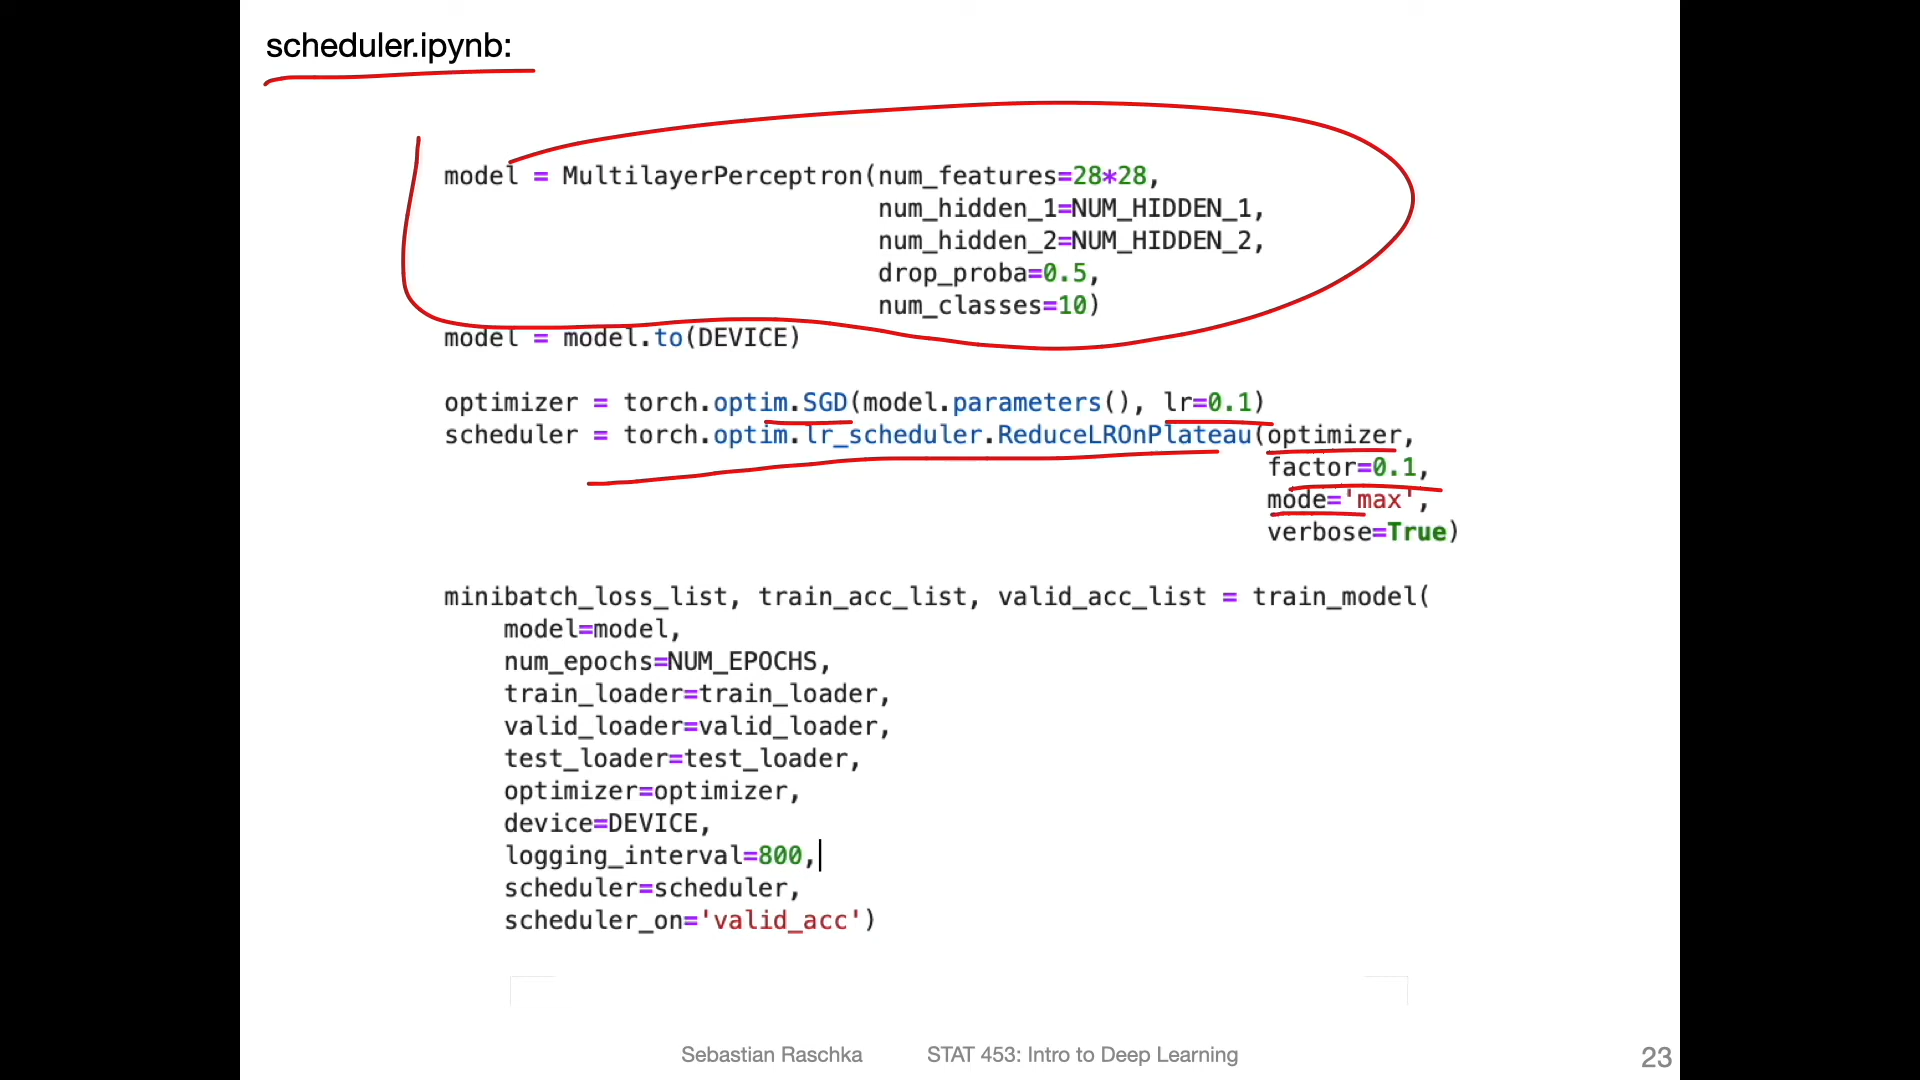 scheduler.ipynb:
model = MultilayerPerceptron(num_features=28*28,
num_hidden_1=NUM_HIDDEN_1,
num_hidden_2=NUM_HIDDEN_2,
drop_proba=0.5,
num_classes=10)
model = model.to(DEVICE)
optimizer = torch.optim.SGD(model.parameters(), lr=0.1)
scheduler = torch.optim.lr_scheduler.ReduceLROnPlateau(optimizer,
factor=0.1,
mode='max',
verbose=True)
minibatch_loss_list, train_acc_list, valid_acc_list = train_model(
model=model,
num_epochs=NUM_EPOCHS,
train_loader=train_loader,
valid_loader=valid_loader,
test_loader=test_loader,
optimizer=optimizer,
device=DEVICE,
logging_interval=800,
scheduler=scheduler,
scheduler_on='valid_acc')
Sebastian Raschka STAT 453: Intro to Deep Learning 23